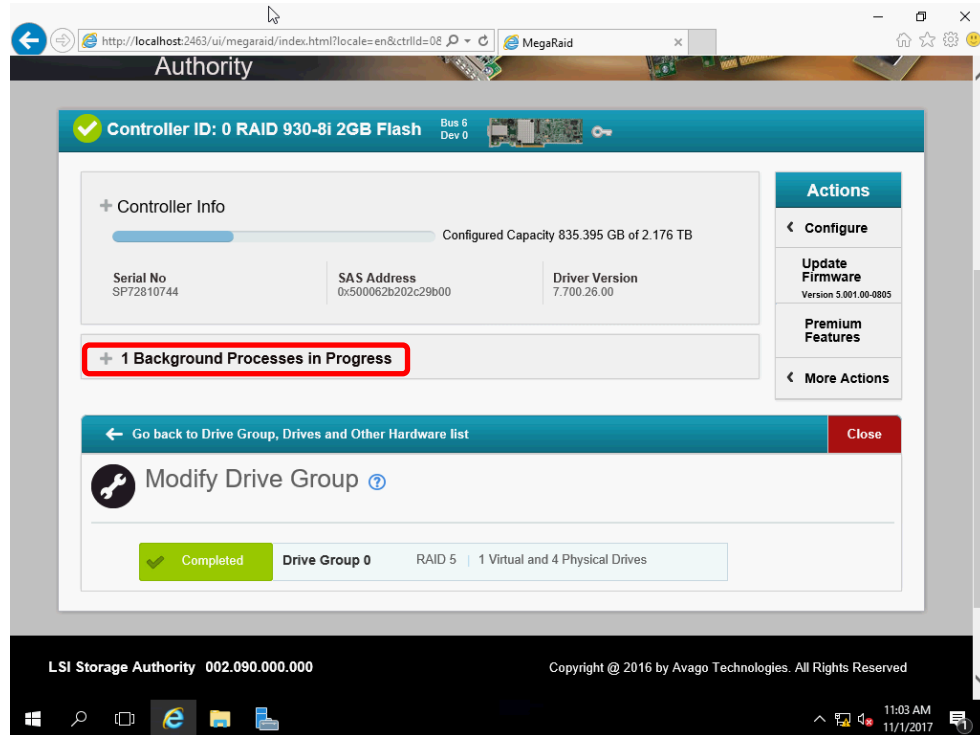 http://localhost:2463/ui/megaraid/index.html?locale=en&ctrlId=08
MegaRaid
Authority
Controller ID: 0 RAID 930-8i 2GB Flash
Bus 6
Dev 0
Controller Info
Configured Capacity 835.395 GB of 2.176 TB
Serial No
SP72810744
SAS Address
0x500062b202c29b00
Driver Version
7.700.26.00
1 Background Processes in Progress
Actions
Configure
Update
Firmware
Version 5.001.00-0805
Premium
Features
More Actions
Go back to Drive Group, Drives and Other Hardware list
Close
Modify Drive Group ?
Completed
Drive Group 0
RAID 5 | 1 Virtual and 4 Physical Drives
LSI Storage Authority 002.090.000.000
Copyright @ 2016 by Avago Technologies. All Rights Reserved
11:03 AM
11/1/2017
1